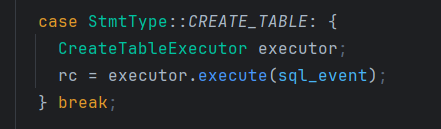 case StmtType::CREATE_TABLE: {
CreateTableExecutor executor;
rc = executor.execute(sql_event);
} break;